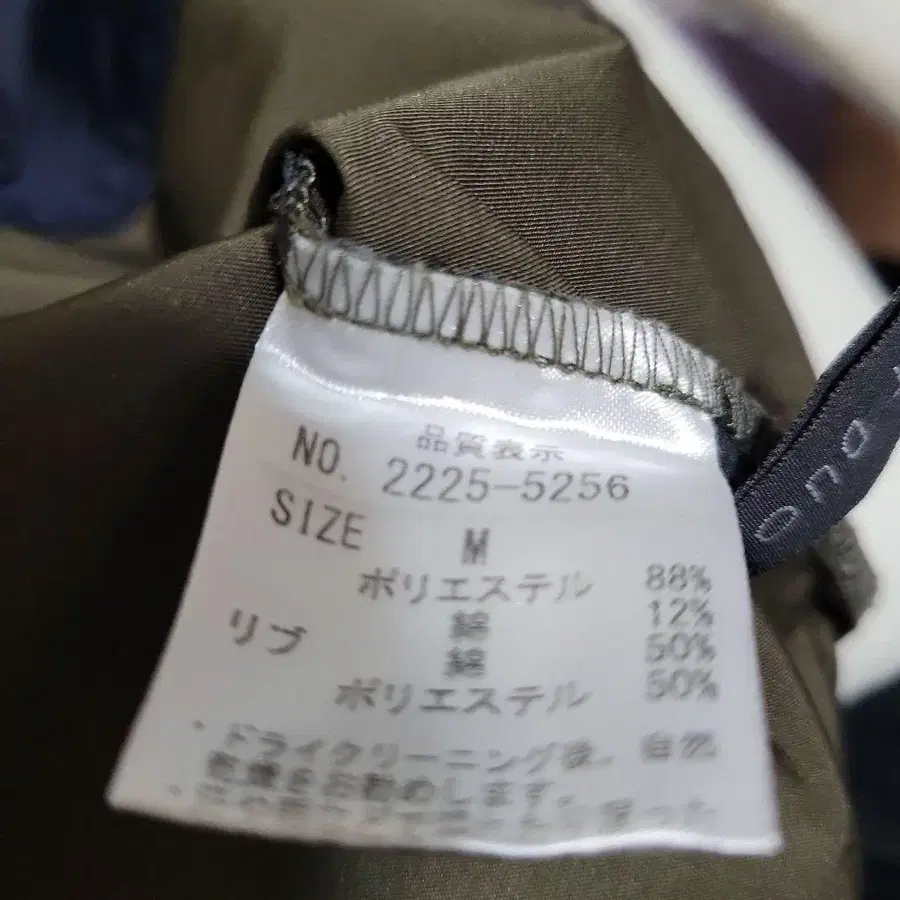 品質表示
NO. 2225-5256
SIZE M
ポリエステル 88%
綿 12%
リブ 綿 50%
ポリエステル 50%
・ドライクリーニング後、自然
乾燥をお勧めします。
DUO